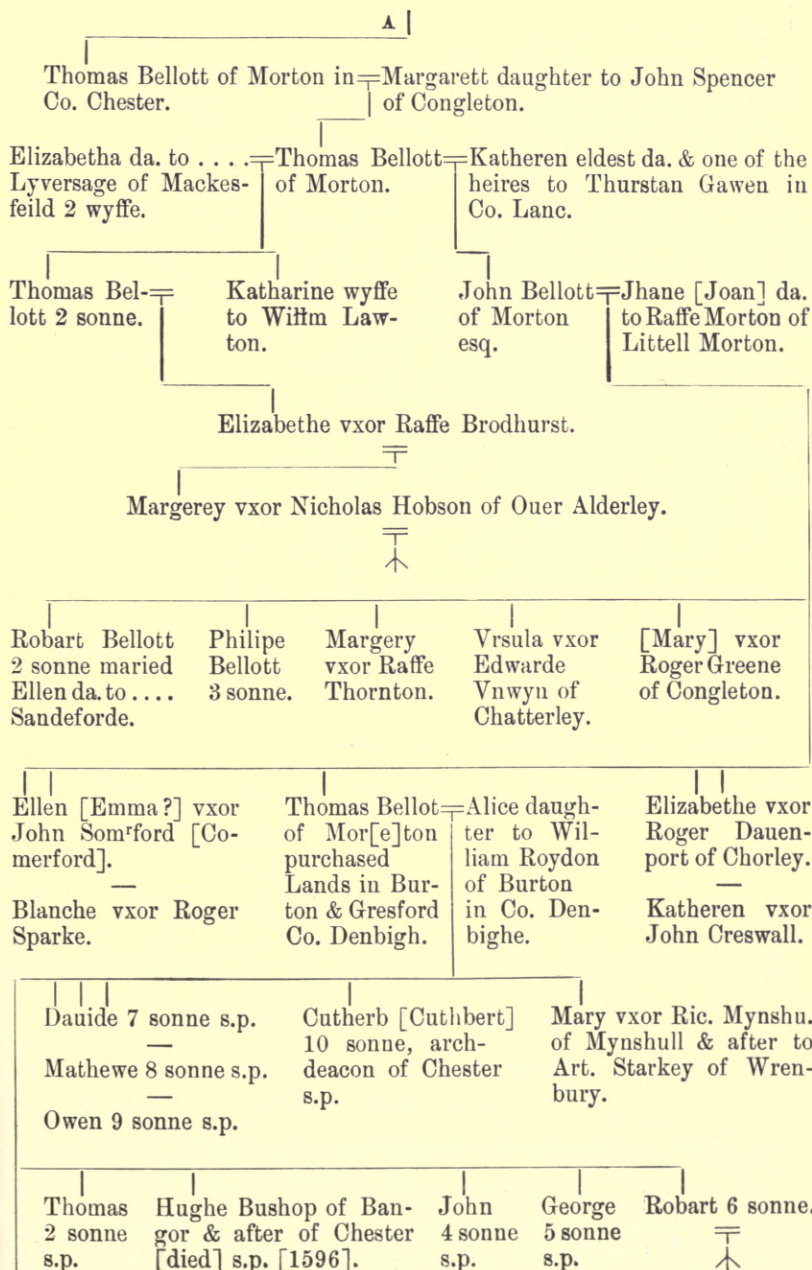 A
Thomas Bellott of Morton in=Margarett daughter to John Spencer
Co. Chester. of Congleton.
Elizabetha da. to . . . .=Thomas Bellott=Katheren eldest da. & one of the
Lyversage of Mackes- of Morton. heires to Thurstan Gawen in
feild 2 wyffe. Co. Lanc.
Thomas Bel-= Katharine wyffe John Bellott=Jhane [Joan] da.
lott 2 sonne. to Willm Law- of Morton to Raffe Morton of
ton. esq. Littell Morton.
Elizabethe vxor Raffe Brodhurst.
Margerey vxor Nicholas Hobson of Ouer Alderley.
Robart Bellott Philipe Margery Vrsula vxor [Mary] vxor
2 sonne maried Bellott vxor Raffe Edwarde Roger Greene
Ellen da. to . . . . 3 sonne. Thornton. Vnwyn of of Congleton.
Sandeforde. Chatterley.
Ellen [Emma?] vxor Thomas Bellot=Alice daugh- Elizabethe vxor
John Somʳford [Co- of Mor[e]ton ter to Wil- Roger Dauen-
merford]. purchased liam Roydon port of Chorley.
— Lands in Bur- of Burton —
Blanche vxor Roger ton & Gresford in Co. Den- Katheren vxor
Sparke. Co. Denbigh. bighe. John Creswall.
Dauide 7 sonne s.p. Cutherb [Cuthbert] Mary vxor Ric. Mynshu.
— 10 sonne, arch- of Mynshull & after to
Mathewe 8 sonne s.p. deacon of Chester Art. Starkey of Wren-
— s.p. bury.
Owen 9 sonne s.p.
Thomas Hughe Bushop of Ban- John George Robart 6 sonne.
2 sonne gor & after of Chester 4 sonne 5 sonne
s.p. [died] s.p. [1596]. s.p. s.p.